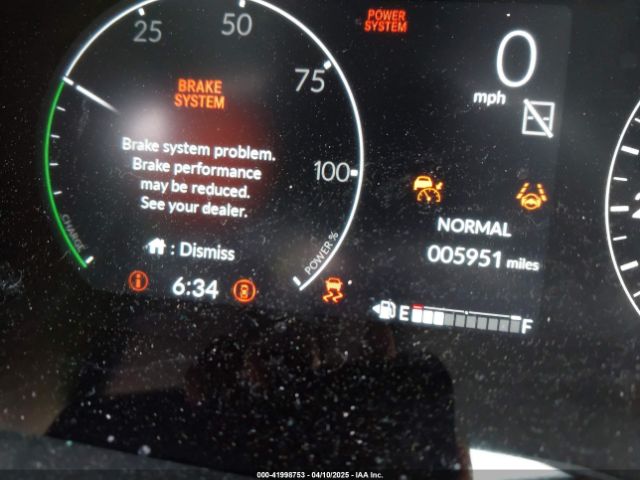 25
50
POWER
SYSTEM
0
mph
75
BRAKE
SYSTEM
Brake system problem.
Brake performance
may be reduced.
See your dealer.
100
CHARGE
POWER %
: Dismiss
NORMAL
005951 miles
6:34
E
F
000-41998753 - 04/10/2025 - IAA Inc.